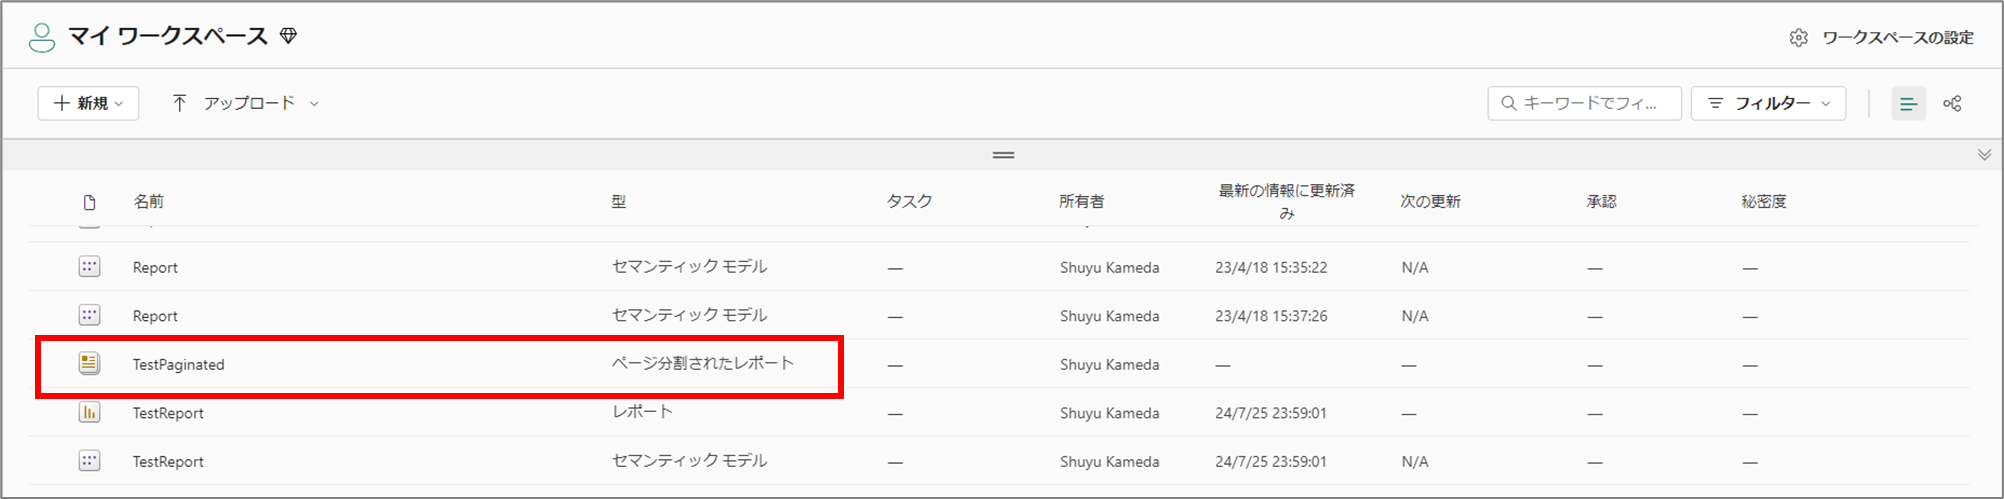 マイ ワークスペース
ワークスペースの設定
新規
アップロード
キーワードでフィ...
フィルター
名前 型 タスク 所有者 最新の情報に更新済み 次の更新 承認 秘密度
Report セマンティック モデル — Shuyu Kameda 23/4/18 15:35:22 N/A — —
Report セマンティック モデル — Shuyu Kameda 23/4/18 15:37:26 N/A — —
TestPaginated ページ分割されたレポート — Shuyu Kameda — — — —
TestReport レポート — Shuyu Kameda 24/7/25 23:59:01 — — —
TestReport セマンティック モデル — Shuyu Kameda 24/7/25 23:59:01 N/A — —